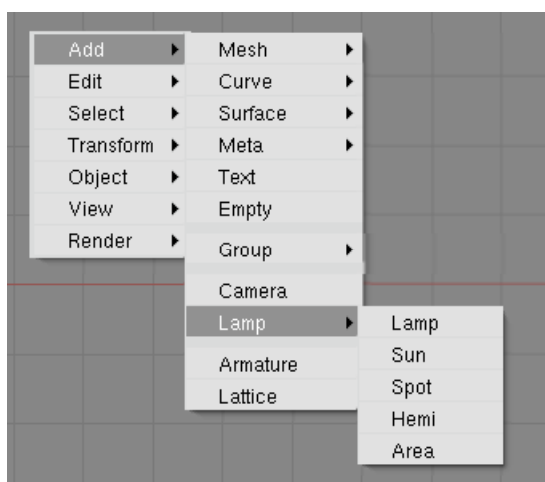 Add
Edit
Select
Transform
Object
View
Render
Mesh
Curve
Surface
Meta
Text
Empty
Group
Camera
Lamp
Armature
Lattice
Lamp
Sun
Spot
Hemi
Area